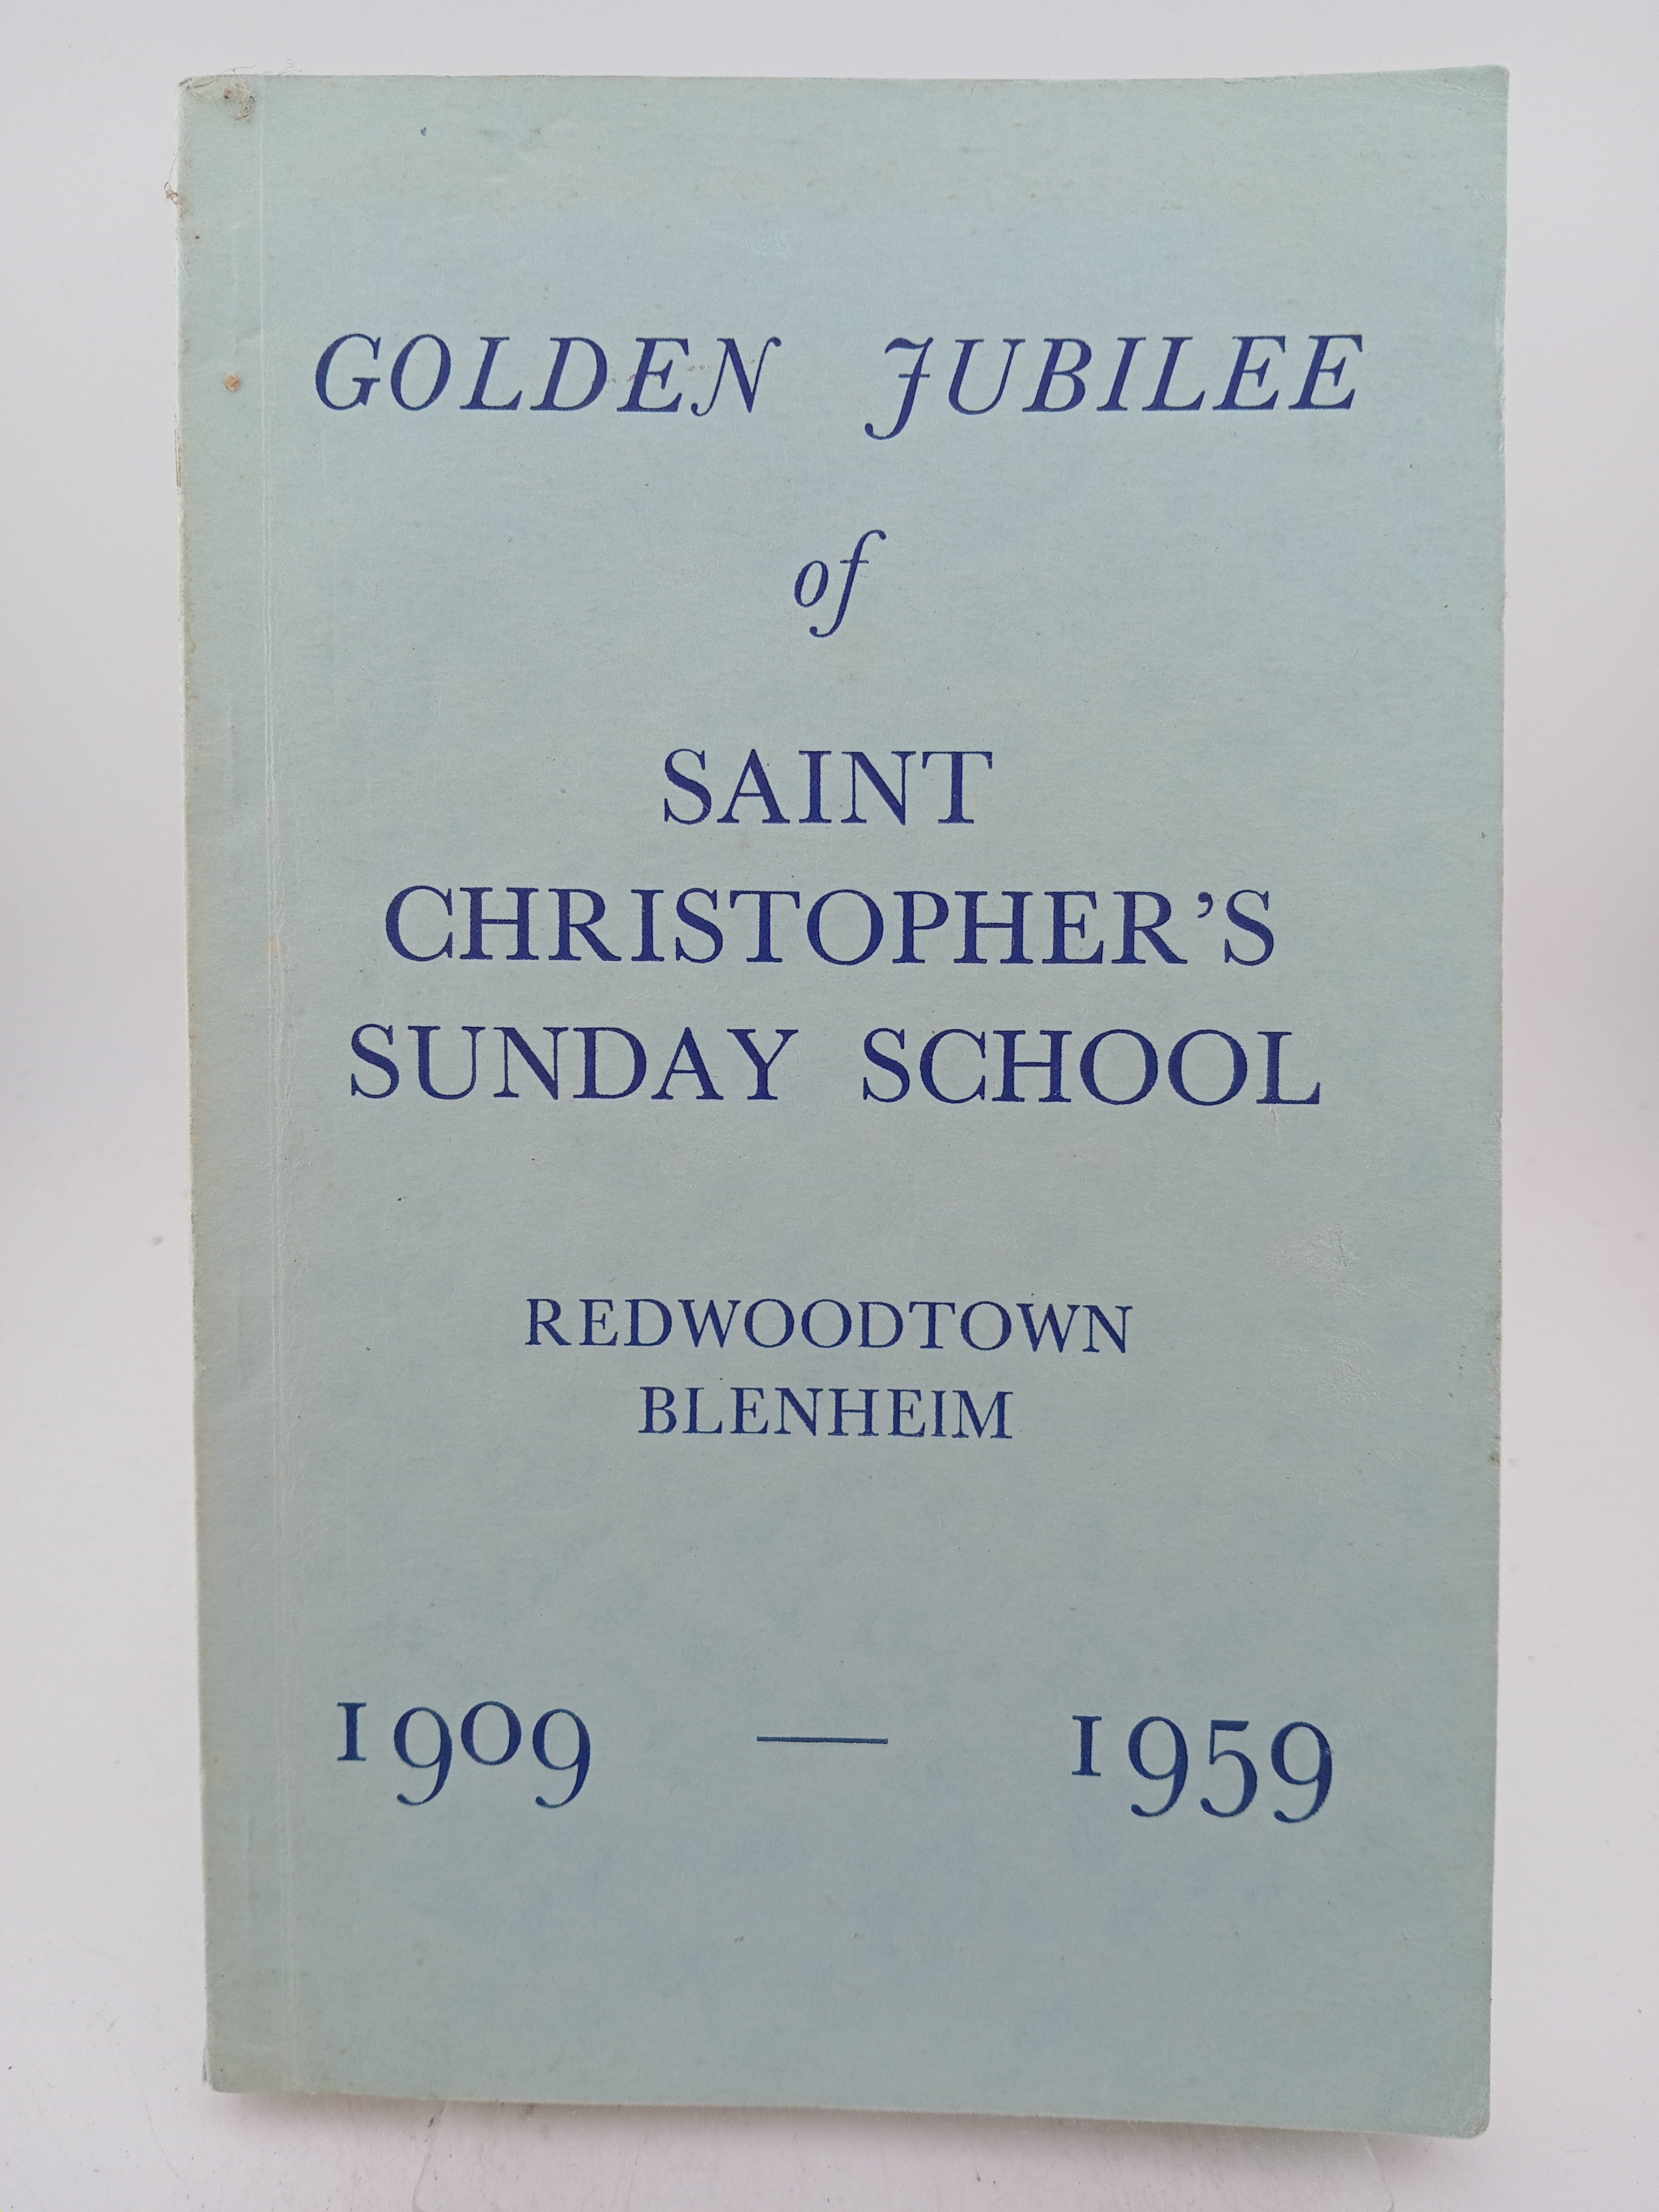 GOLDEN JUBILEE
of
SAINT
CHRISTOPHER'S
SUNDAY SCHOOL
REDWOODTOWN
BLENHEIM
1909 — 1959